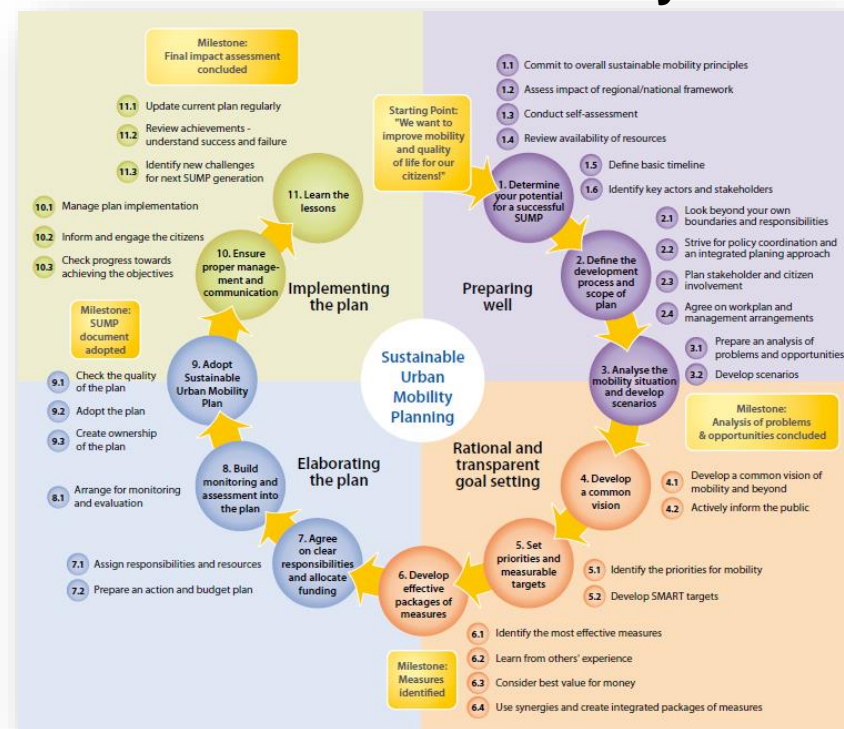 Milestone:
Final impact assessment
concluded
11.1 Update current plan regularly
11.2 Review achievements -
understand success and failure
11.3 Identify new challenges
for next SUMP generation
10.1 Manage plan implementation
10.2 Inform and engage the citizens
10.3 Check progress towards
achieving the objectives
11. Learn the
lessons
10. Ensure
proper manage-
ment and
communication
Implementing
the plan
Starting Point:
"We want to
improve mobility
and quality
of life for our
citizens!"
1.1 Commit to overall sustainable mobility principles
1.2 Assess impact of regional/national framework
1.3 Conduct self-assessment
1.4 Review availability of resources
1.5 Define basic timeline
1.6 Identify key actors and stakeholders
1. Determine
your potential
for a successful
SUMP
2.1 Look beyond your own
boundaries and responsibilities
2.2 Strive for policy coordination and
an integrated planing approach
2.3 Plan stakeholder and citizen
involvement
2.4 Agree on workplan and
management arrangements
2. Define the
development
process and
scope of
plan
Preparing
well
3.1 Prepare an analysis of
problems and opportunities
3.2 Develop scenarios
3. Analyse the
mobility situation
and develop
scenarios
Milestone:
Analysis of problems
& opportunities concluded
Sustainable
Urban
Mobility
Planning
Rational and
transparent
goal setting
4. Develop
a common
vision
4.1 Develop a common vision of
mobility and beyond
4.2 Actively inform the public
5. Set
priorities and
measurable
targets
5.1 Identify the priorities for mobility
5.2 Develop SMART targets
6. Develop
effective
packages of
measures
6.1 Identify the most effective measures
6.2 Learn from others' experience
6.3 Consider best value for money
6.4 Use synergies and create integrated packages of measures
Milestone:
Measures
identified
Elaborating
the plan
7. Agree
on clear
responsibilities
and allocate
funding
7.1 Assign responsibilities and resources
7.2 Prepare an action and budget plan
8. Build
monitoring and
assessment into
the plan
8.1 Arrange for monitoring
and evaluation
9. Adopt
Sustainable
Urban Mobility
Plan
9.1 Check the quality
of the plan
9.2 Adopt the plan
9.3 Create ownership
of the plan
Milestone:
SUMP
document
adopted